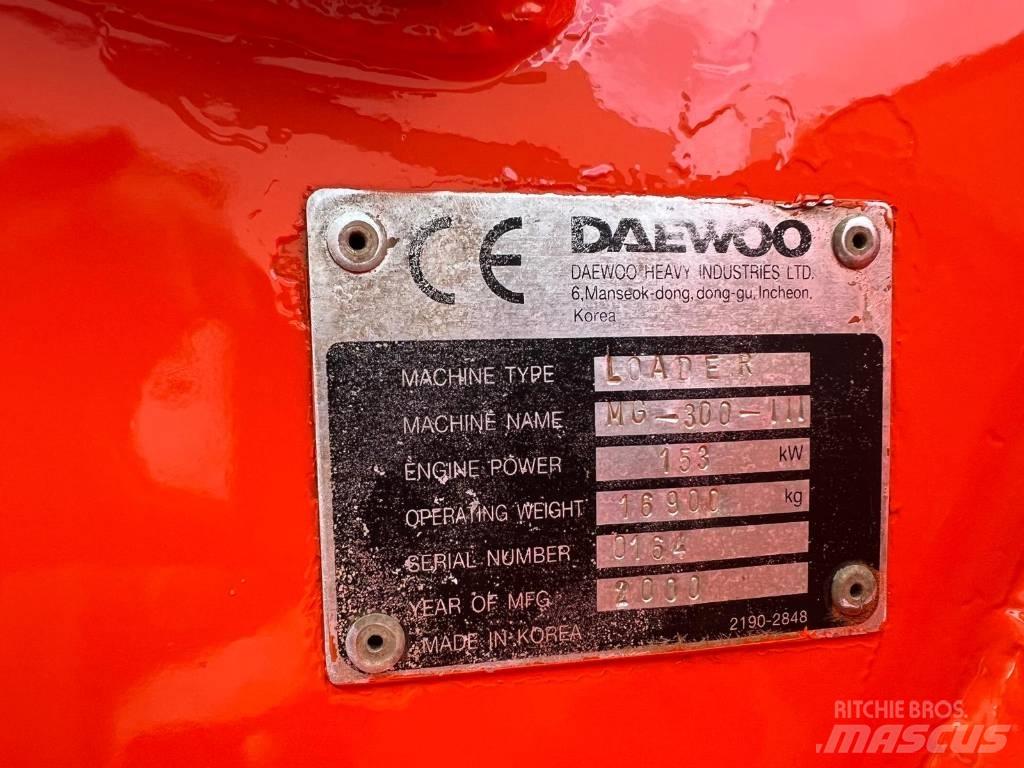 CE DAEWOO
DAEWOO HEAVY INDUSTRIES LTD.
6,Manseok-dong, dong-gu, Incheon,
Korea
MACHINE TYPE LOADER
MACHINE NAME MG-300-III
ENGINE POWER 153 kW
OPERATING WEIGHT 16900 kg
SERIAL NUMBER 0164
YEAR OF MFG 2000
MADE IN KOREA 2190-2848
RITCHIE BROS.
MASCUS